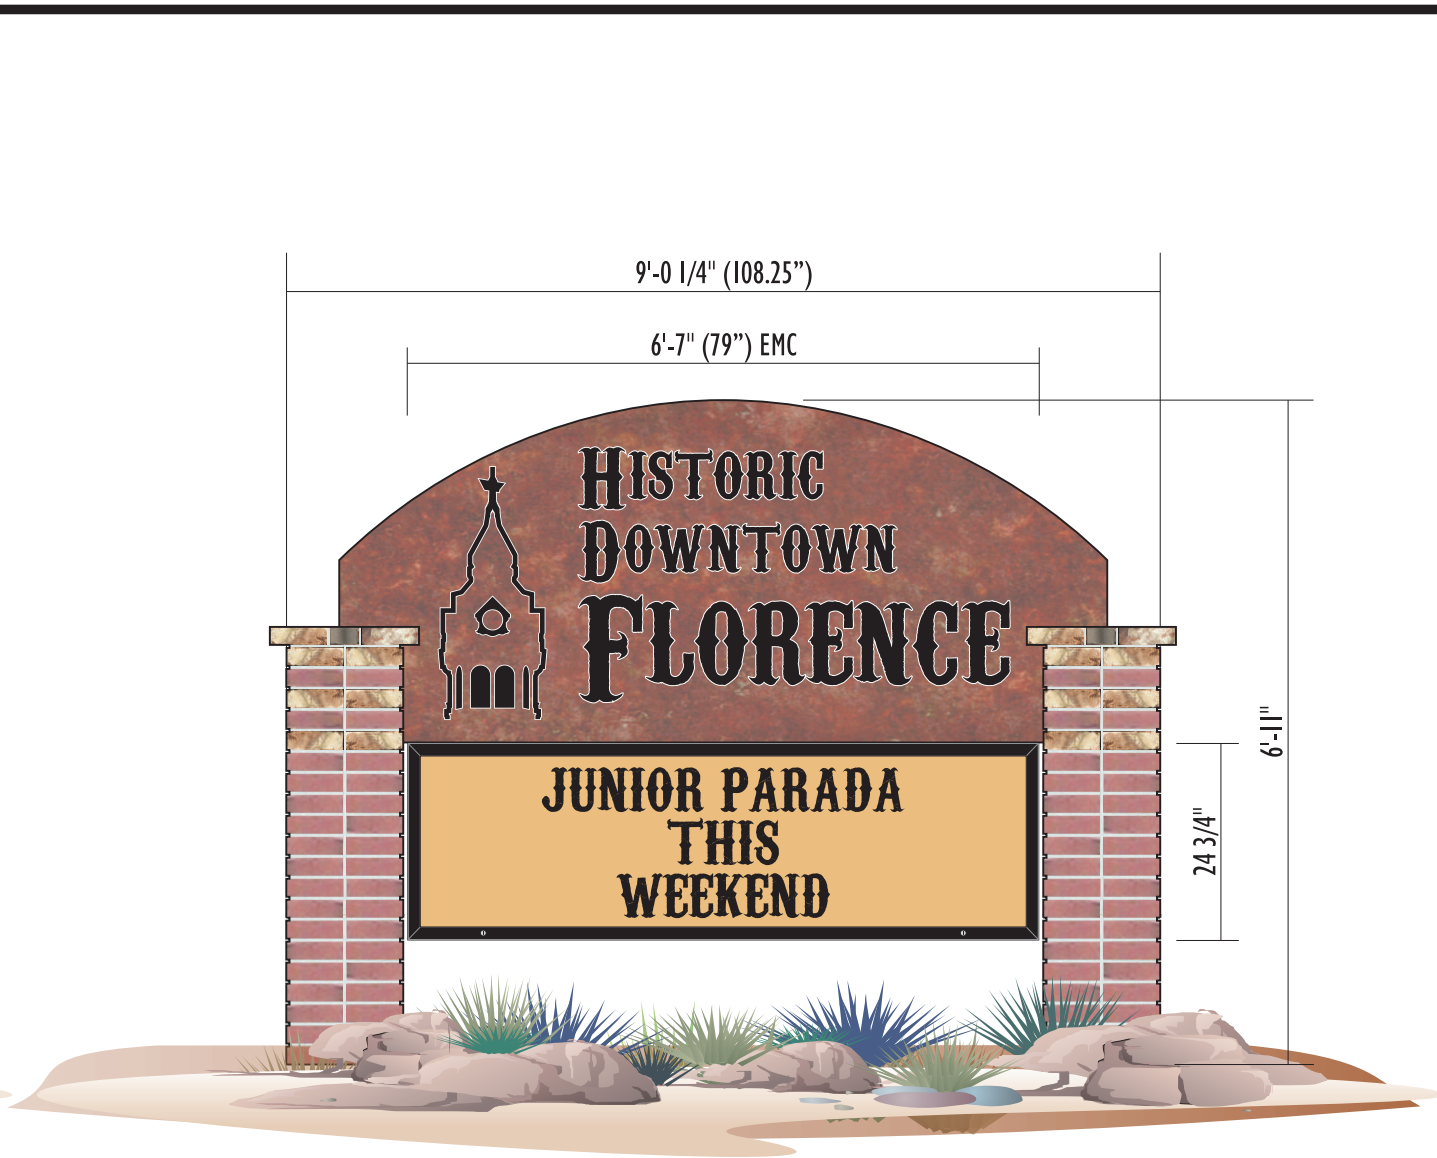 9'-0 1/4" (108.25”)
6'-7" (79”) EMC
HISTORIC
DOWNTOWN
FLORENCE
6'-11"
JUNIOR PARADA
THIS
WEEKEND
24 3/4"